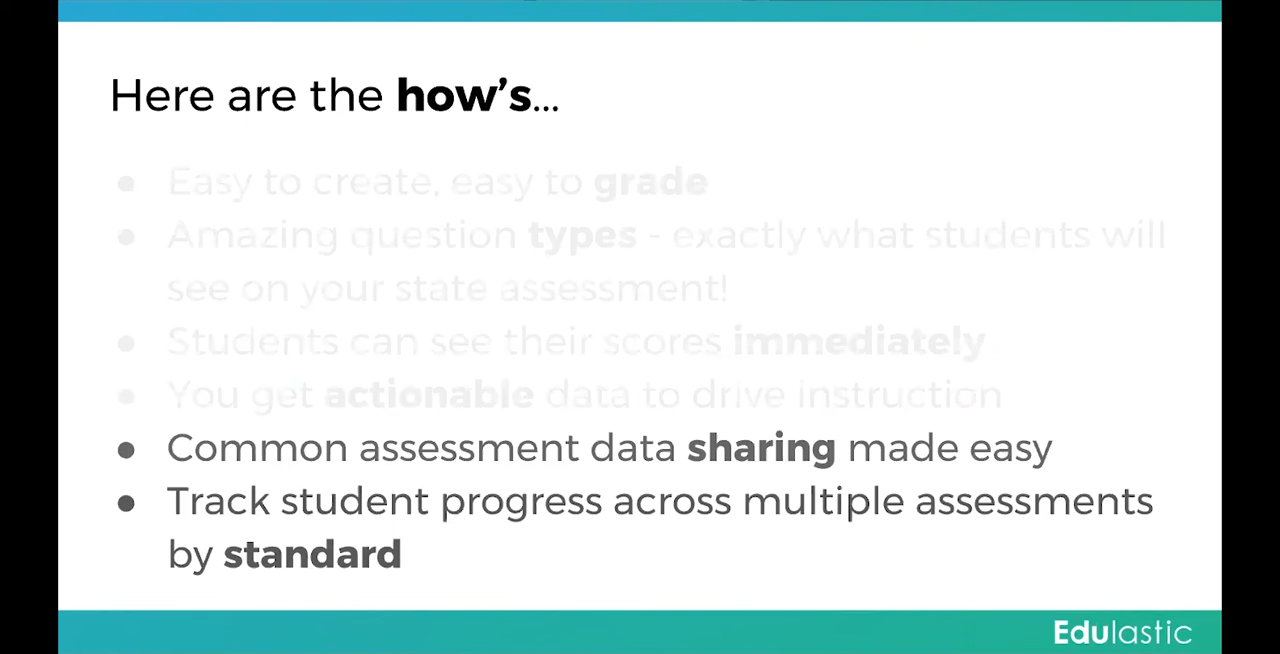 Here are the how's...
● Easy to create, easy to grade
● Amazing question types - exactly what students will
see on your state assessment!
● Students can see their scores immediately
● You get actionable data to drive instruction
● Common assessment data sharing made easy
● Track student progress across multiple assessments
by standard
Edulastic